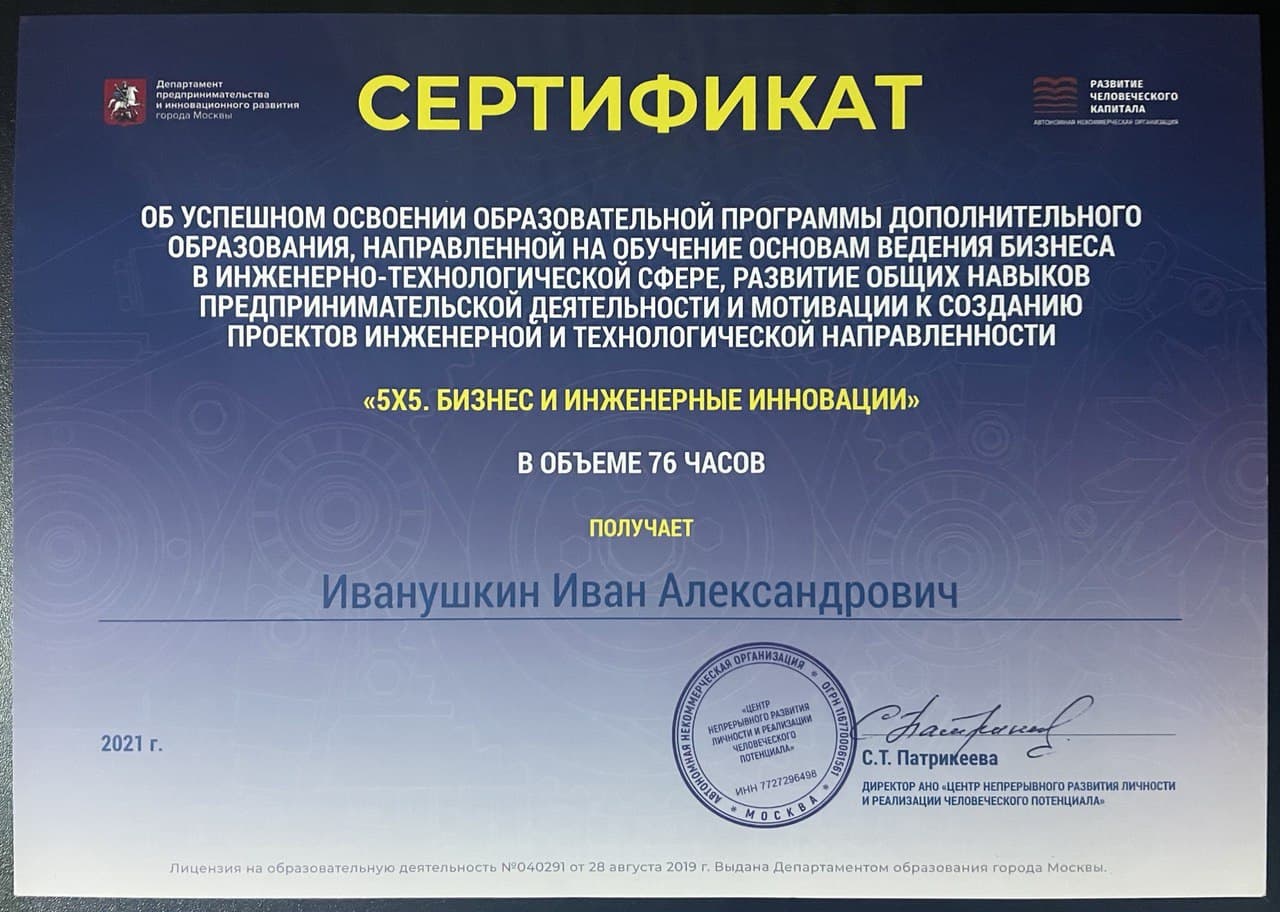 Департамент
предпринимательства
и инновационного развития
города Москвы
СЕРТИФИКАТ
РАЗВИТИЕ
ЧЕЛОВЕЧЕСКОГО
КАПИТАЛА
АВТОНОМНАЯ НЕКОММЕРЧЕСКАЯ ОРГАНИЗАЦИЯ
ОБ УСПЕШНОМ ОСВОЕНИИ ОБРАЗОВАТЕЛЬНОЙ ПРОГРАММЫ ДОПОЛНИТЕЛЬНОГО
ОБРАЗОВАНИЯ, НАПРАВЛЕННОЙ НА ОБУЧЕНИЕ ОСНОВАМ ВЕДЕНИЯ БИЗНЕСА
В ИНЖЕНЕРНО-ТЕХНОЛОГИЧЕСКОЙ СФЕРЕ, РАЗВИТИЕ ОБЩИХ НАВЫКОВ
ПРЕДПРИНИМАТЕЛЬСКОЙ ДЕЯТЕЛЬНОСТИ И МОТИВАЦИИ К СОЗДАНИЮ
ПРОЕКТОВ ИНЖЕНЕРНОЙ И ТЕХНОЛОГИЧЕСКОЙ НАПРАВЛЕННОСТИ
«5X5. БИЗНЕС И ИНЖЕНЕРНЫЕ ИННОВАЦИИ»
В ОБЪЕМЕ 76 ЧАСОВ
ПОЛУЧАЕТ
Иванушкин Иван Александрович
2021 г.
АВТОНОМНАЯ НЕКОММЕРЧЕСКАЯ ОРГАНИЗАЦИЯ * ОГРН 1167700061561 * МОСКВА *
«ЦЕНТР
НЕПРЕРЫВНОГО РАЗВИТИЯ
ЛИЧНОСТИ И РЕАЛИЗАЦИИ
ЧЕЛОВЕЧЕСКОГО
ПОТЕНЦИАЛА»
ИНН 7727296498
С.Т. Патрикеева
ДИРЕКТОР АНО «ЦЕНТР НЕПРЕРЫВНОГО РАЗВИТИЯ ЛИЧНОСТИ
И РЕАЛИЗАЦИИ ЧЕЛОВЕЧЕСКОГО ПОТЕНЦИАЛА»
Лицензия на образовательную деятельность №040291 от 28 августа 2019 г. Выдана Департаментом образования города Москвы.